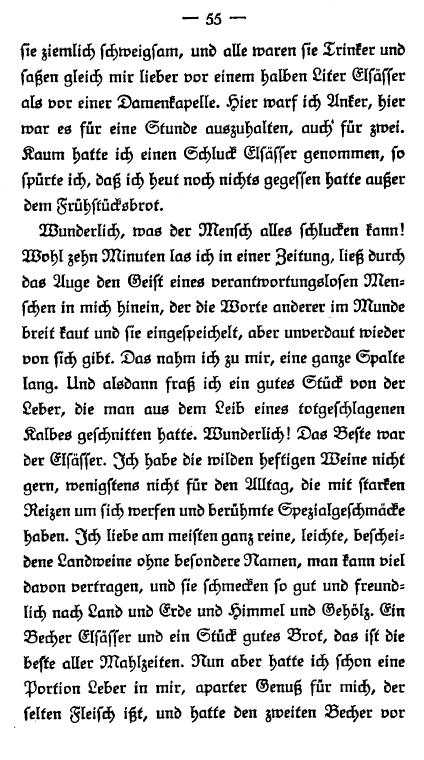 — 55 —
sie ziemlich schweigsam, und alle waren sie Trinker und
saßen gleich mir lieber vor einem halben Liter Elsässer
als vor einer Damenkapelle. Hier warf ich Anker, hier
war es für eine Stunde auszuhalten, auch für zwei.
Kaum hatte ich einen Schluck Elsässer genommen, so
spürte ich, daß ich heut noch nichts gegessen hatte außer
dem Frühstücksbrot.
Wunderlich, was der Mensch alles schlucken kann!
Wohl zehn Minuten las ich in einer Zeitung, ließ durch
das Auge den Geist eines verantwortungslosen Men-
schen in mich hinein, der die Worte anderer im Munde
breit kaut und sie eingespeichelt, aber unverdaut wieder
von sich gibt. Das nahm ich zu mir, eine ganze Spalte
lang. Und alsdann fraß ich ein gutes Stück von der
Leber, die man aus dem Leib eines totgeschlagenen
Kalbes geschnitten hatte. Wunderlich! Das Beste war
der Elsässer. Ich habe die wilden heftigen Weine nicht
gern, wenigstens nicht für den Alltag, die mit starken
Reizen um sich werfen und berühmte Spezialgeschmäcke
haben. Ich liebe am meisten ganz reine, leichte, beschei-
dene Landweine ohne besondere Namen, man kann viel
davon vertragen, und sie schmecken so gut und freund-
lich nach Land und Erde und Himmel und Gehölz. Ein
Becher Elsässer und ein Stück gutes Brot, das ist die
beste aller Mahlzeiten. Nun aber hatte ich schon eine
Portion Leber in mir, aparter Genuß für mich, der
selten Fleisch ißt, und hatte den zweiten Becher vor